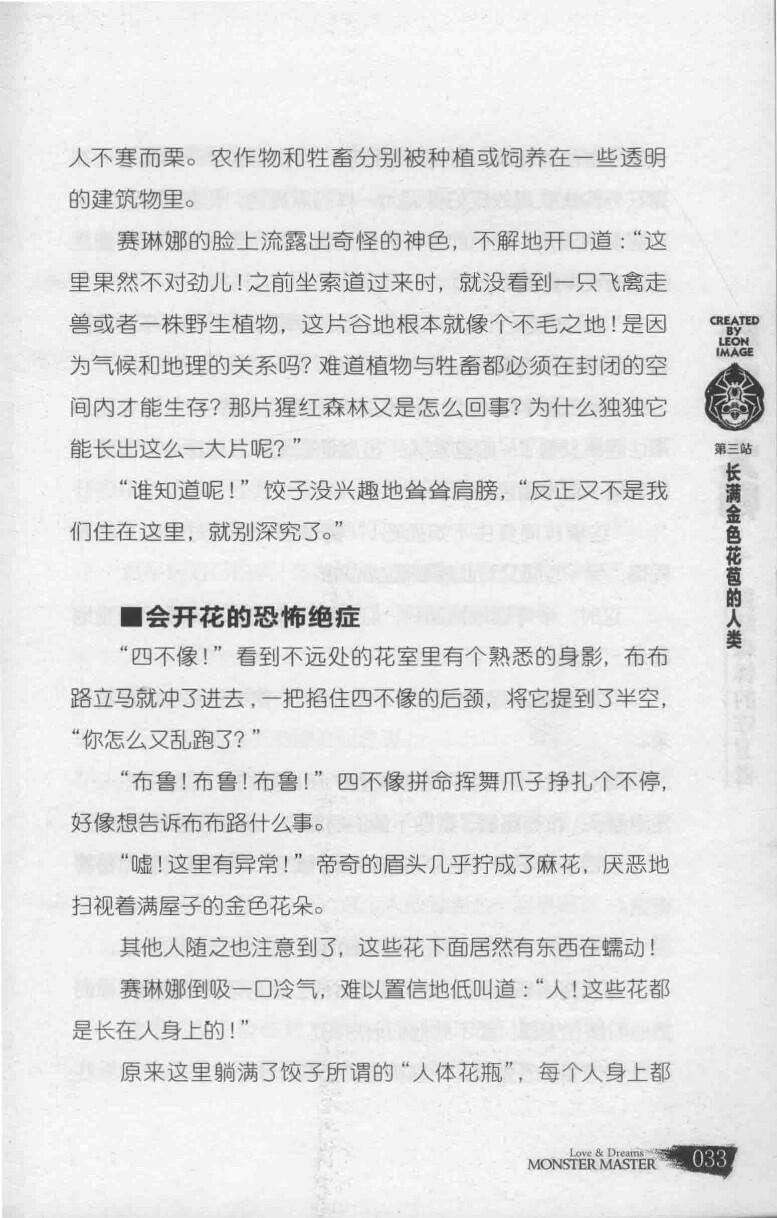 人不寒而栗。农作物和牲畜分别被种植或饲养在一些透明
的建筑物里。
赛琳娜的脸上流露出奇怪的神色，不解地开口道：“这
里果然不对劲儿！之前坐索道过来时，就没看到一只飞禽走
兽或者一株野生植物，这片谷地根本就像个不毛之地！是因
为气候和地理的关系吗？难道植物与牲畜都必须在封闭的空
间内才能生存？那片猩红森林又是怎么回事？为什么独独它
能长出这么一大片呢？”
“谁知道呢！”饺子没兴趣地耸耸肩膀，“反正又不是我
们住在这里，就别深究了。”
■会开花的恐怖绝症
“四不像！”看到不远处的花室里有个熟悉的身影，布布
路立马就冲了进去，一把掐住四不像的后颈，将它提到了半空，
“你怎么又乱跑了？”
“布鲁！布鲁！布鲁！”四不像拼命挥舞爪子挣扎个不停，
好像想告诉布布路什么事。
“嘘！这里有异常！”帝奇的眉头几乎拧成了麻花，厌恶地
扫视着满屋子的金色花朵。
其他人随之也注意到了，这些花下面居然有东西在蠕动！
赛琳娜倒吸一口冷气，难以置信地低叫道：“人！这些花都
是长在人身上的！”
原来这里躺满了饺子所谓的“人体花瓶”，每个人身上都
CREATED
BY
LEON
IMAGE
第三站
长满金色花苞的人类
Love & Dreams
MONSTER MASTER
033